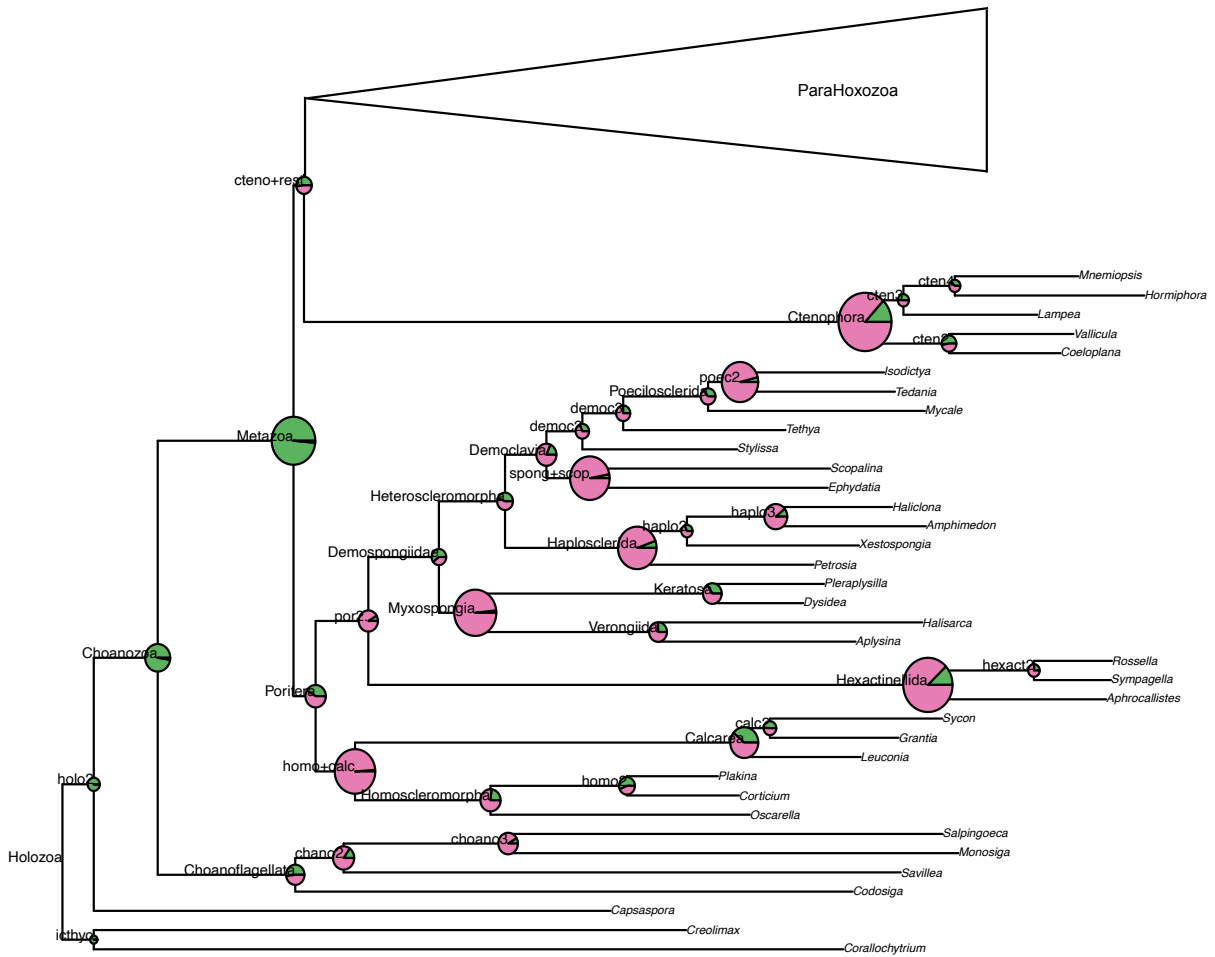 ParaHoxozoa
cteno+rest
Mnemiopsis
cten4
cten3
Hormiphora
Ctenophora
Lampea
Vallicula
cten2
Coeloplana
Isodictya
poec2
Poecilosclerida
Tedania
democ3
Mycale
democ2
Tethya
Metazoa
Democlavia
Stylissa
spong+scop
Scopalina
Ephydatia
Heteroscleromorpha
Haliclona
haplo3
haplo2
Amphimedon
Haplosclerida
Xestospongia
Demospongiidae
Petrosia
Keratosa
Pleraplysilla
Myxospongia
Dysidea
por2
Verongiida
Halisarca
Aplysina
Choanozoa
hexact2
Rossella
Hexactinellida
Sympagella
Porifera
Aphrocallistes
calc2
Sycon
Calcarea
Grantia
homo+calc
Leuconia
holo2
homo2
Plakina
Homoscleromorpha
Corticium
Oscarella
choano3
Salpingoeca
Holozoa
Monosiga
Choanoflagellata
Savillea
Codosiga
Capsaspora
icthyo
Creolimax
Corallochytrium